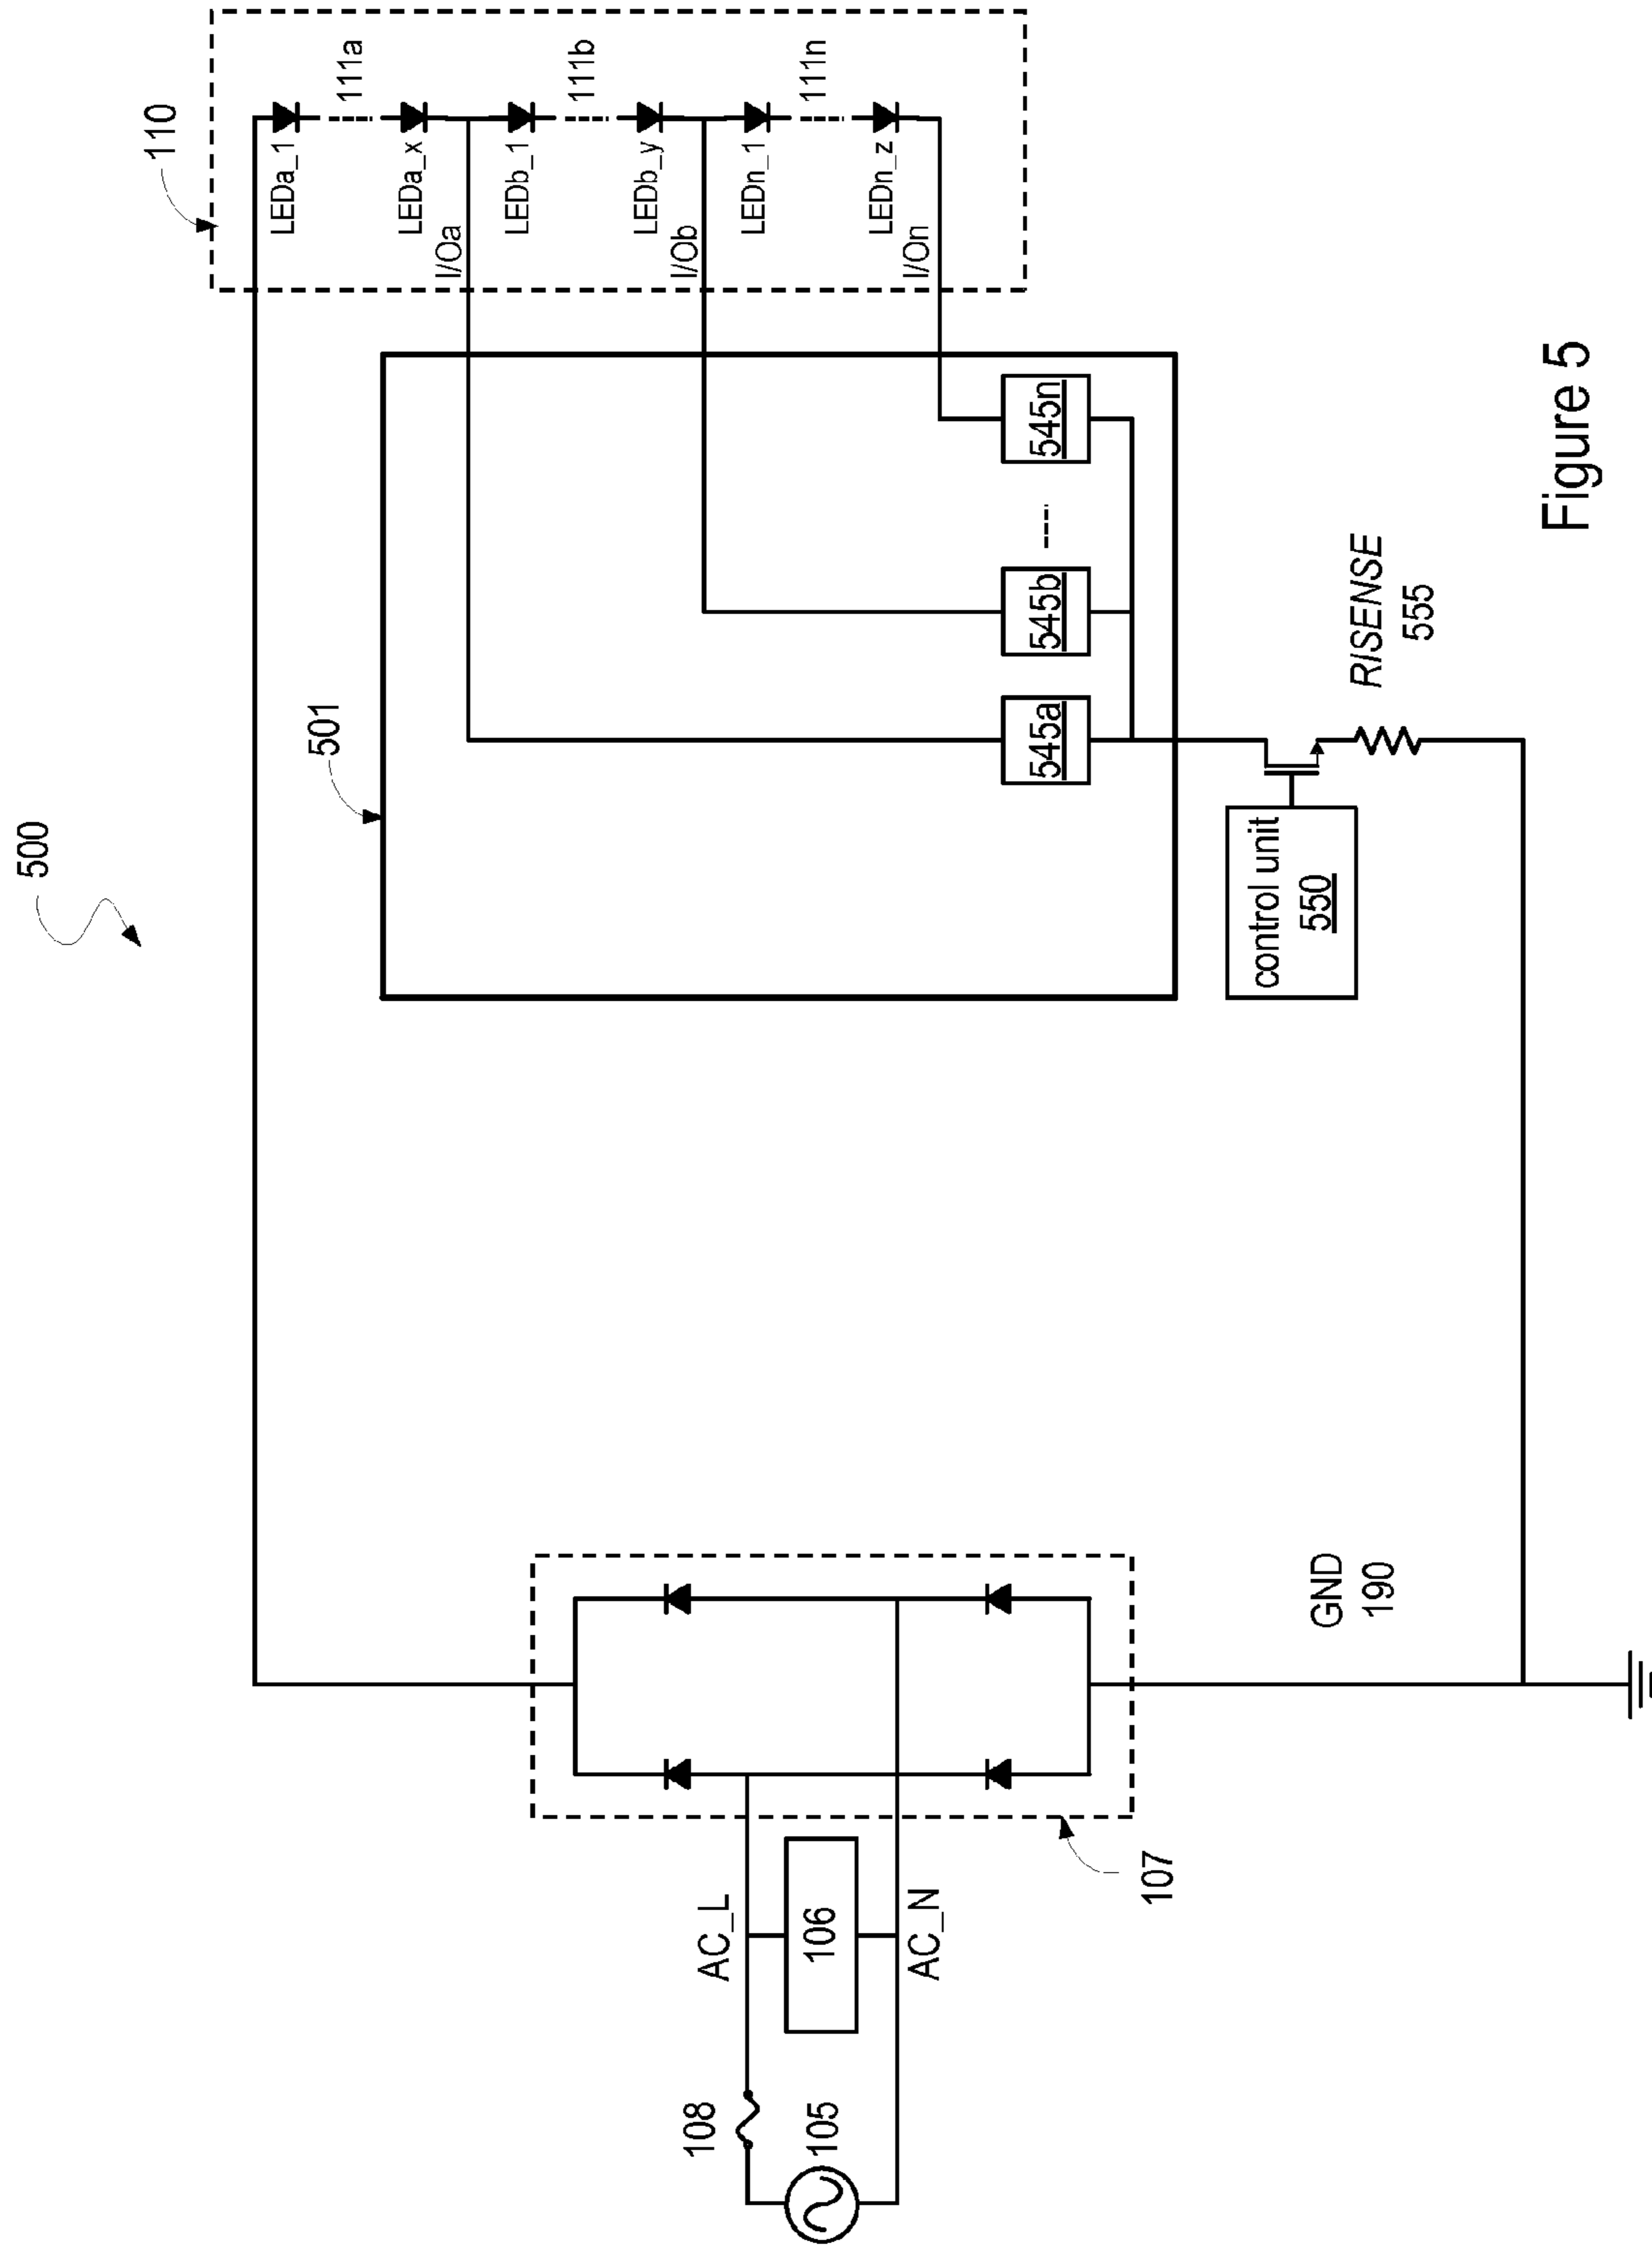 500
110
LEDa_1
111a
LEDa_x
I/Oa
LEDb_1
111b
LEDb_y
I/Ob
LEDn_1
111n
LEDn_z
I/On
501
545a
545b
545n
control unit
550
RISENSE
555
108
105
AC_L
106
AC_N
107
GND
190
Figure 5